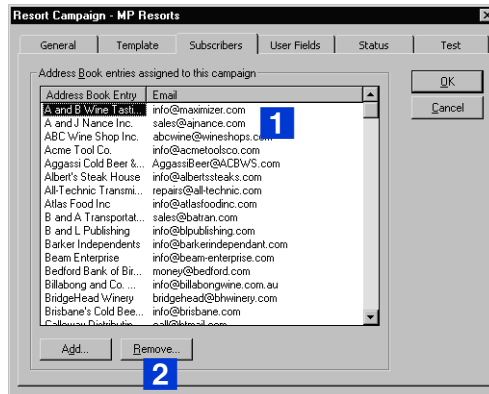 Resort Campaign - MP Resorts
General Template Subscribers User Fields Status Test
Address Book entries assigned to this campaign
OK
Cancel
Address Book Entry Email
A and B Wine Tasti... info@maximizer.com
1
A and J Nance Inc. sales@ajnance.com
ABC Wine Shop Inc. abcwine@wineshops.com
Acme Tool Co. info@acmetoolsco.com
Aggassi Cold Beer &... AggassiBeer@ACBWS.com
Albert's Steak House info@albertssteaks.com
All-Technic Transmi... repairs@all-technic.com
Atlas Food Inc info@atlasfoodinc.com
B and A Transportat... sales@batran.com
B and L Publishing info@blpublishing.com
Barker Independents info@barkerindependant.com
Beam Enterprise info@beam-enterprise.com
Bedford Bank of Bir... money@bedford.com
Billabong and Co. ... info@billabongwine.com.au
BridgeHead Winery bridgehead@bhwinery.com
Brisbane's Cold Bee... info@brisbane.com
Add... Remove...
2